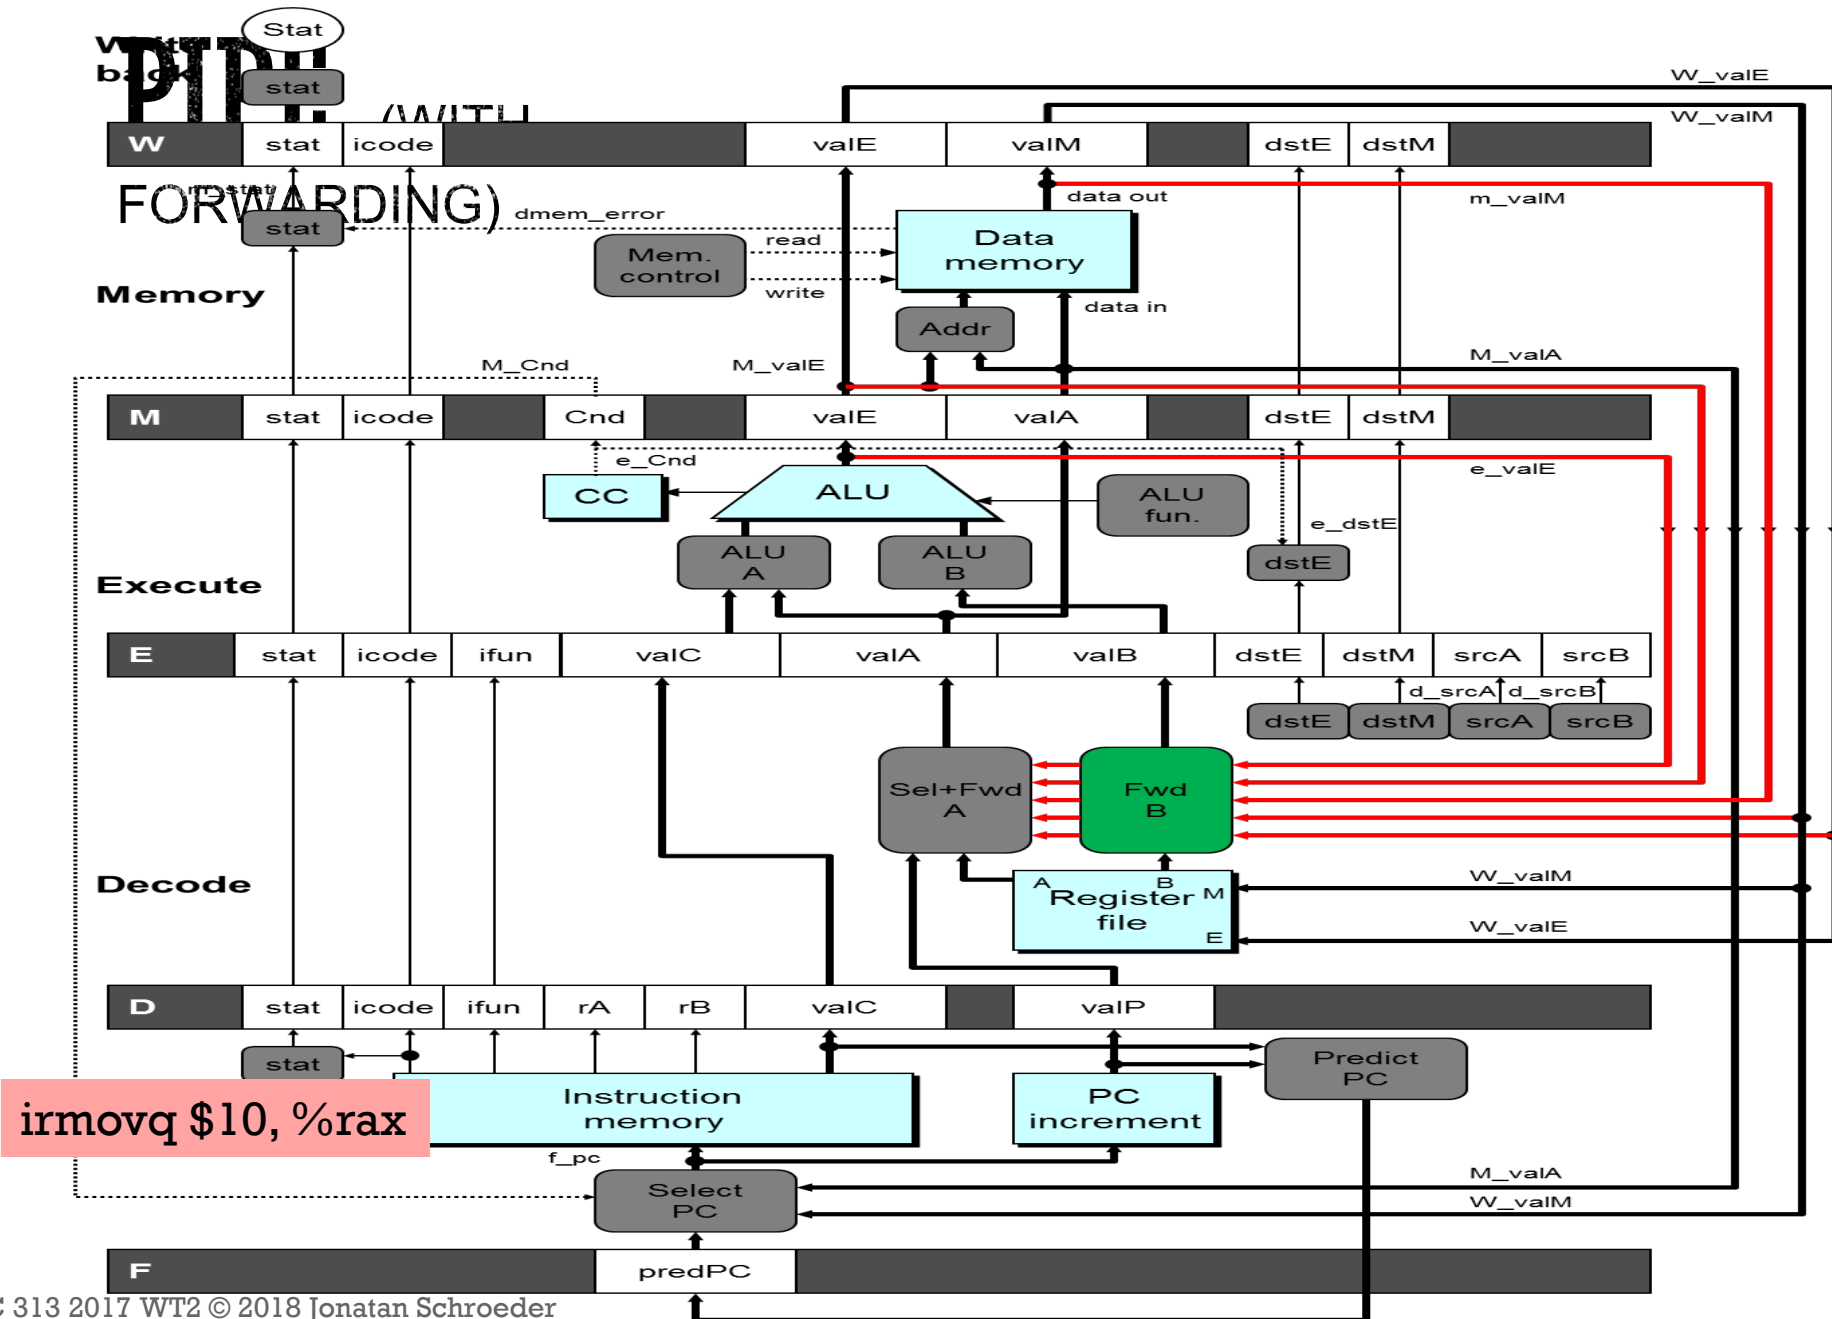 Stat
Write
back
PIPE (WITH
stat
W_valE
W_valM
W stat icode valE valM dstE dstM
FORWARDING)
stat
dmem_error
data out
m_valM
Mem.
control
read
write
Data
memory
data in
Memory
Addr
M_Cnd
M_valE
M_valA
M stat icode Cnd valE valA dstE dstM
e_Cnd
e_valE
CC
ALU
ALU
fun.
e_dstE
ALU
A
ALU
B
dstE
Execute
E stat icode ifun valC valA valB dstE dstM srcA srcB
d_srcA d_srcB
dstE dstM srcA srcB
Sel+Fwd
A
Fwd
B
Decode
A B M
Register
file
E
W_valM
W_valE
D stat icode ifun rA rB valC valP
stat
Predict
PC
Instruction
memory
PC
increment
irmovq $10, %rax
f_pc
Select
PC
M_valA
W_valM
F predPC
C 313 2017 WT2 © 2018 Jonatan Schroeder